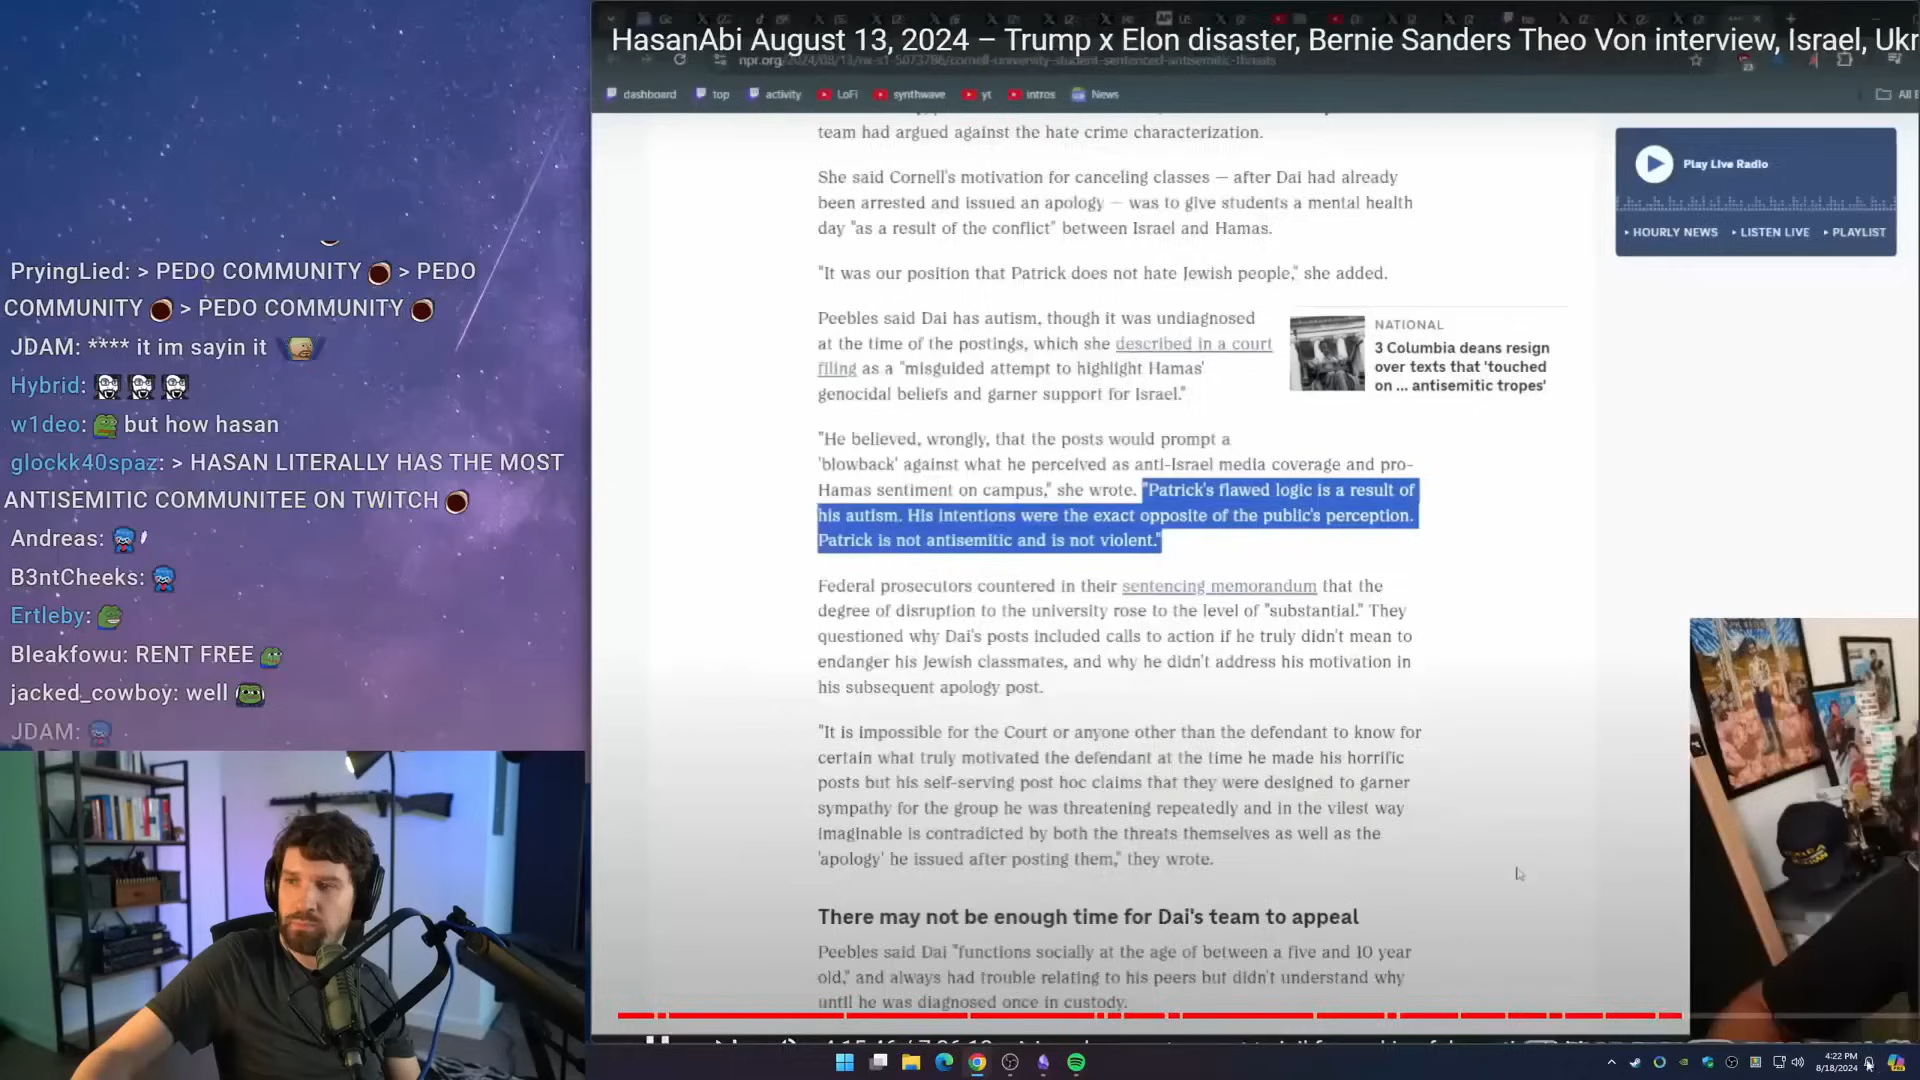 HasanAbi August 13, 2024 – Trump x Elon disaster, Bernie Sanders Theo Von interview, Israel, Ukr
npr.org/2024/08/13/nx-s1-5073786/cornell-university-student-sentenced-antisemitic-threats
dashboard top activity LoFi synthwave yt intros News
team had argued against the hate crime characterization.
She said Cornell's motivation for canceling classes — after Dai had already
been arrested and issued an apology — was to give students a mental health
day "as a result of the conflict" between Israel and Hamas.
"It was our position that Patrick does not hate Jewish people," she added.
Peebles said Dai has autism, though it was undiagnosed
at the time of the postings, which she described in a court
filing as a "misguided attempt to highlight Hamas'
genocidal beliefs and garner support for Israel."
"He believed, wrongly, that the posts would prompt a
'blowback' against what he perceived as anti-Israel media coverage and pro-
Hamas sentiment on campus," she wrote. "Patrick's flawed logic is a result of
his autism. His intentions were the exact opposite of the public's perception.
Patrick is not antisemitic and is not violent."
Federal prosecutors countered in their sentencing memorandum that the
degree of disruption to the university rose to the level of "substantial." They
questioned why Dai's posts included calls to action if he truly didn't mean to
endanger his Jewish classmates, and why he didn't address his motivation in
his subsequent apology post.
"It is impossible for the Court or anyone other than the defendant to know for
certain what truly motivated the defendant at the time he made his horrific
posts but his self-serving post hoc claims that they were designed to garner
sympathy for the group he was threatening repeatedly and in the vilest way
imaginable is contradicted by both the threats themselves as well as the
'apology' he issued after posting them," they wrote.
There may not be enough time for Dai's team to appeal
Peebles said Dai "functions socially at the age of between a five and 10 year
old," and always had trouble relating to his peers but didn't understand why
until he was diagnosed once in custody.
NATIONAL
3 Columbia deans resign
over texts that 'touched
on ... antisemitic tropes'
Play Live Radio
HOURLY NEWS LISTEN LIVE PLAYLIST
PryingLied: > PEDO COMMUNITY > PEDO
COMMUNITY > PEDO COMMUNITY
JDAM: **** it im sayin it
Hybrid:
w1deo: but how hasan
glockk40spaz: > HASAN LITERALLY HAS THE MOST
ANTISEMITIC COMMUNITEE ON TWITCH
Andreas:
B3ntCheeks:
Ertleby:
Bleakfowu: RENT FREE
jacked_cowboy: well
JDAM:
4:22 PM
8/18/2024